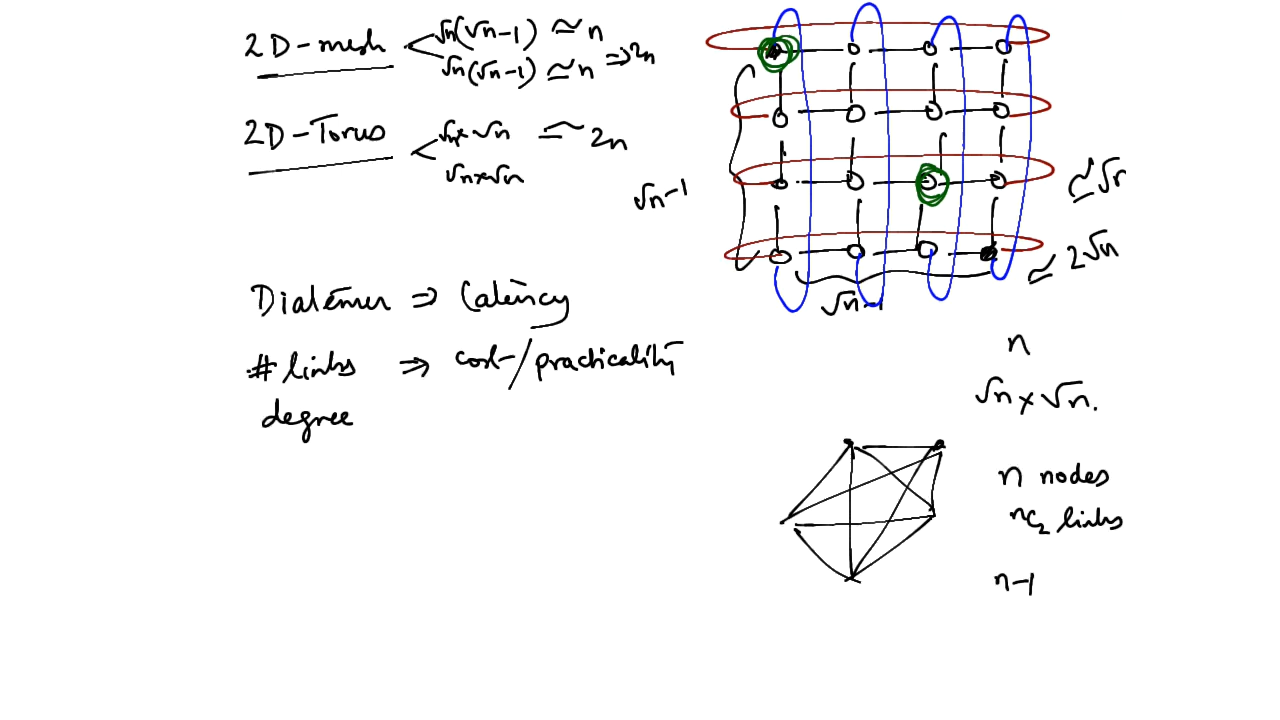 2D-mesh √n(√n-1) ≃ n
√n(√n-1) ≃ n ⇒ 2n
2D-Torus √n×√n ≃ 2n
√n×√n
√n-1
≃√n
≃ 2√n
√n-1
Diatemer ⇒ Latency
# links ⇒ cost/practicality
degree
n
√n × √n.
n nodes
nC2 links
n-1